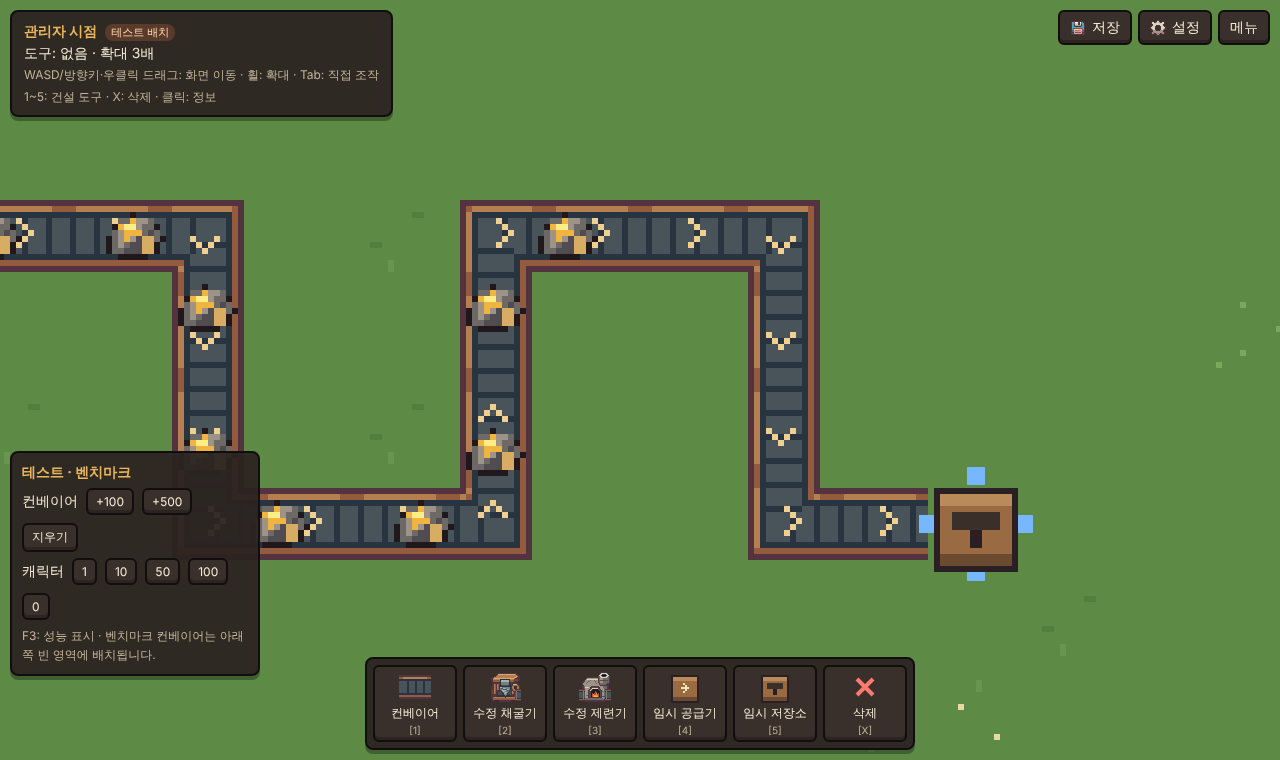 관리자 시점 테스트 배치
도구: 없음 · 확대 3배
WASD/방향키·우클릭 드래그: 화면 이동 · 휠: 확대 · Tab: 직접 조작
1~5: 건설 도구 · X: 삭제 · 클릭: 정보
저장 설정 메뉴
테스트 · 벤치마크
컨베이어 +100 +500
지우기
캐릭터 1 10 50 100
0
F3: 성능 표시 · 벤치마크 컨베이어는 아래
쪽 빈 영역에 배치됩니다.
컨베이어 수정 채굴기 수정 제련기 임시 공급기 임시 저장소 삭제
[1] [2] [3] [4] [5] [X]